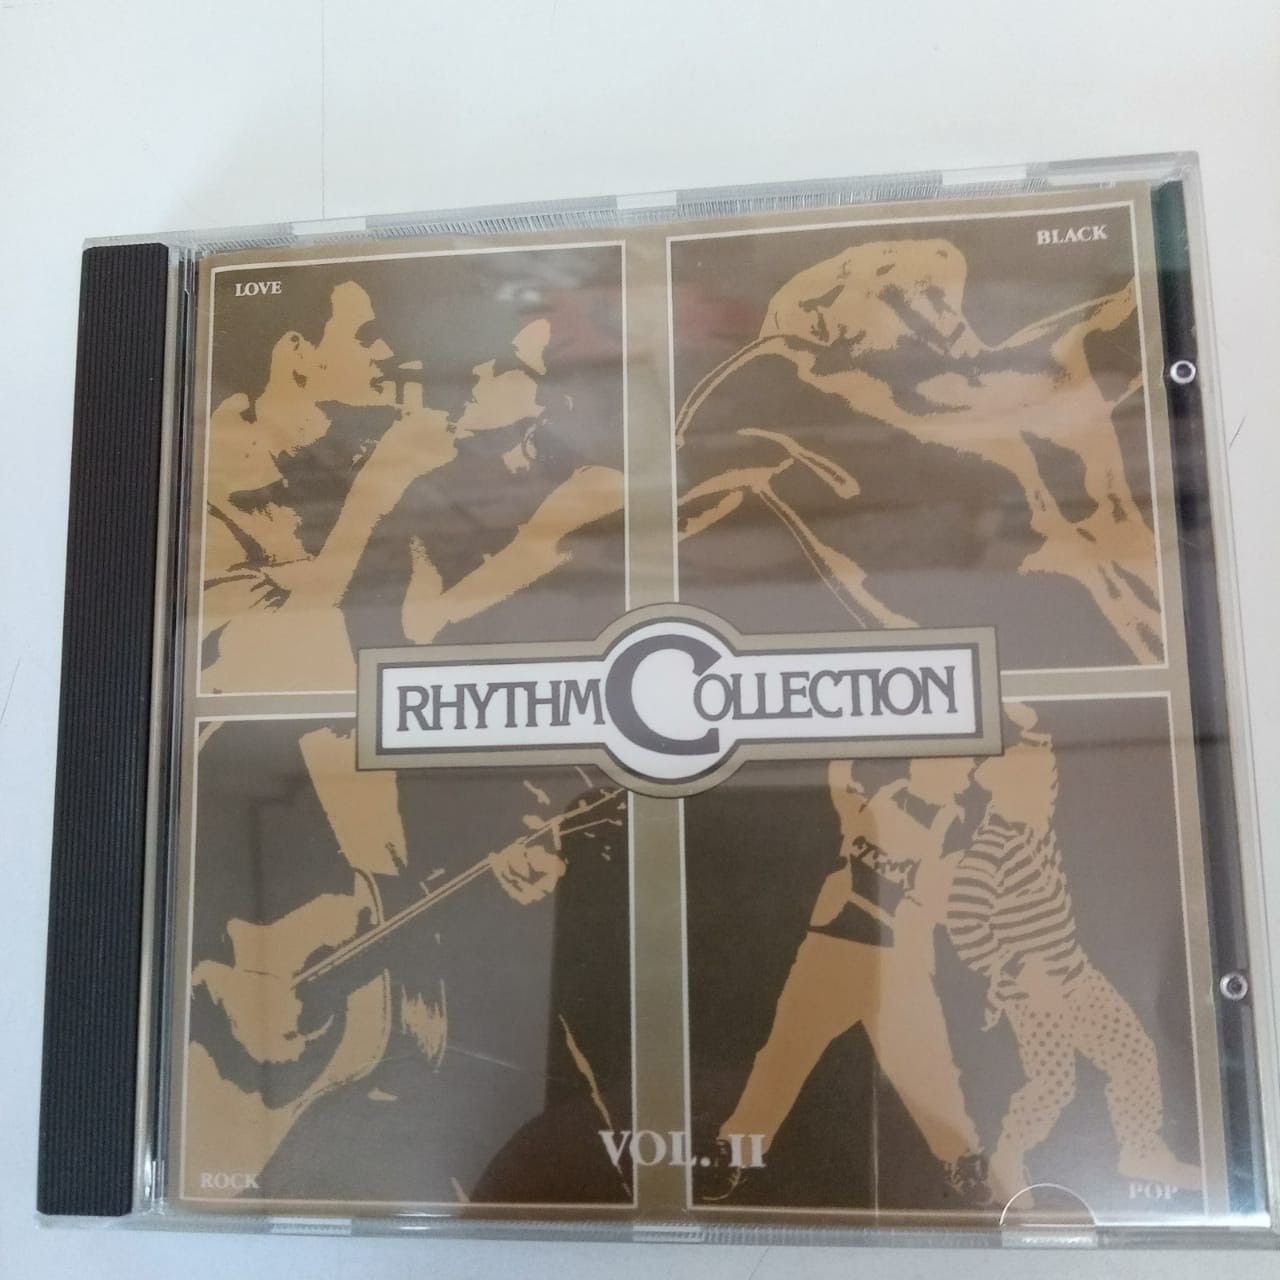 LOVE
BLACK
RHYTHM COLLECTION
VOL. II
ROCK
POP